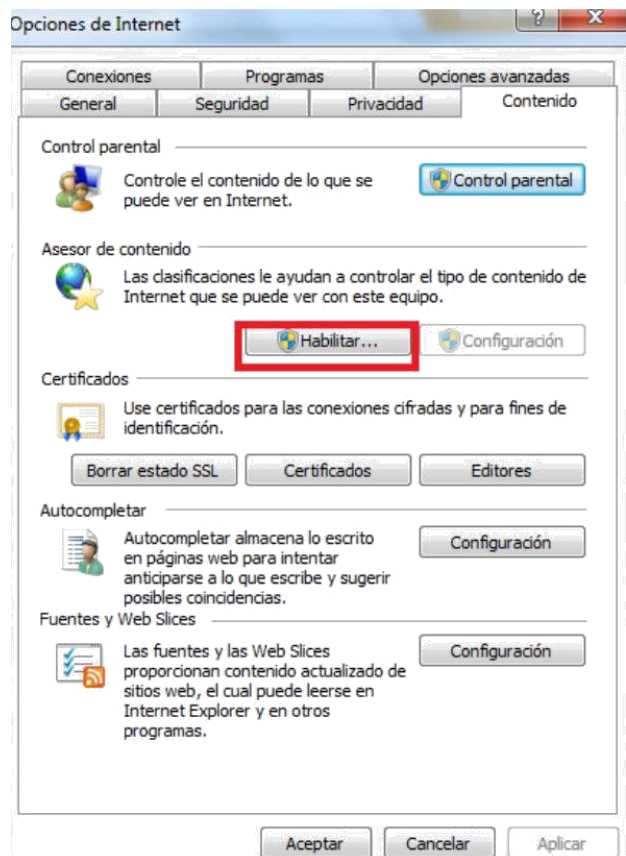 Opciones de Internet
Conexiones Programas Opciones avanzadas
General Seguridad Privacidad Contenido
Control parental
Controle el contenido de lo que se
puede ver en Internet.
Control parental
Asesor de contenido
Las clasificaciones le ayudan a controlar el tipo de contenido de
Internet que se puede ver con este equipo.
Habilitar... Configuración
Certificados
Use certificados para las conexiones cifradas y para fines de
identificación.
Borrar estado SSL Certificados Editores
Autocompletar
Autocompletar almacena lo escrito
en páginas web para intentar
anticiparse a lo que escribe y sugerir
posibles coincidencias.
Configuración
Fuentes y Web Slices
Las fuentes y las Web Slices
proporcionan contenido actualizado de
sitios web, el cual puede leerse en
Internet Explorer y en otros
programas.
Configuración
Aceptar Cancelar Aplicar